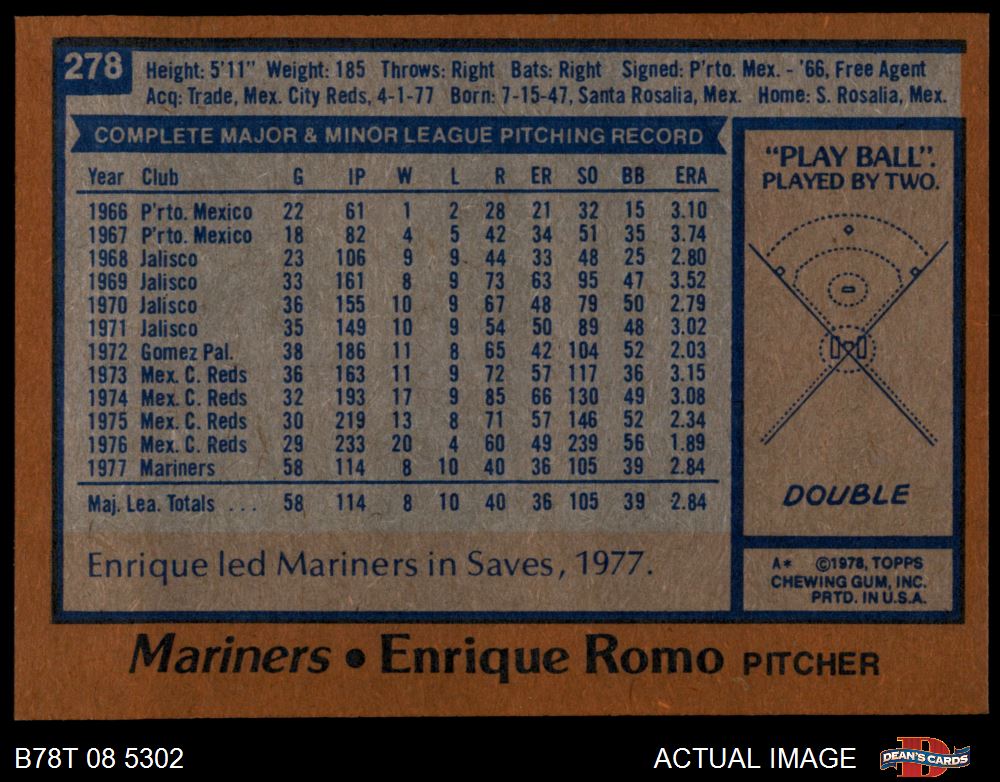 278
Height: 5'11" Weight: 185 Throws: Right Bats: Right Signed: P'rto. Mex. - '66, Free Agent
Acq: Trade, Mex. City Reds, 4-1-77 Born: 7-15-47, Santa Rosalia, Mex. Home: S. Rosalia, Mex.
COMPLETE MAJOR & MINOR LEAGUE PITCHING RECORD
Year Club G IP W L R ER SO BB ERA
1966 P'rto. Mexico 22 61 1 2 28 21 32 15 3.10
1967 P'rto. Mexico 18 82 4 5 42 34 51 35 3.74
1968 Jalisco 23 106 9 9 44 33 48 25 2.80
1969 Jalisco 33 161 8 9 73 63 95 47 3.52
1970 Jalisco 36 155 10 9 67 48 79 50 2.79
1971 Jalisco 35 149 10 9 54 50 89 48 3.02
1972 Gomez Pal. 38 186 11 8 65 42 104 52 2.03
1973 Mex. C. Reds 36 163 11 9 72 57 117 36 3.15
1974 Mex. C. Reds 32 193 17 9 85 66 130 49 3.08
1975 Mex. C. Reds 30 219 13 8 71 57 146 52 2.34
1976 Mex. C. Reds 29 233 20 4 60 49 239 56 1.89
1977 Mariners 58 114 8 10 40 36 105 39 2.84
Maj. Lea. Totals ... 58 114 8 10 40 36 105 39 2.84
Enrique led Mariners in Saves, 1977.
"PLAY BALL".
PLAYED BY TWO.
DOUBLE
A* ©1978, TOPPS
CHEWING GUM, INC.
PRTD. IN U.S.A.
Mariners • Enrique Romo PITCHER
B78T 08 5302
ACTUAL IMAGE
DEAN'S CARDS